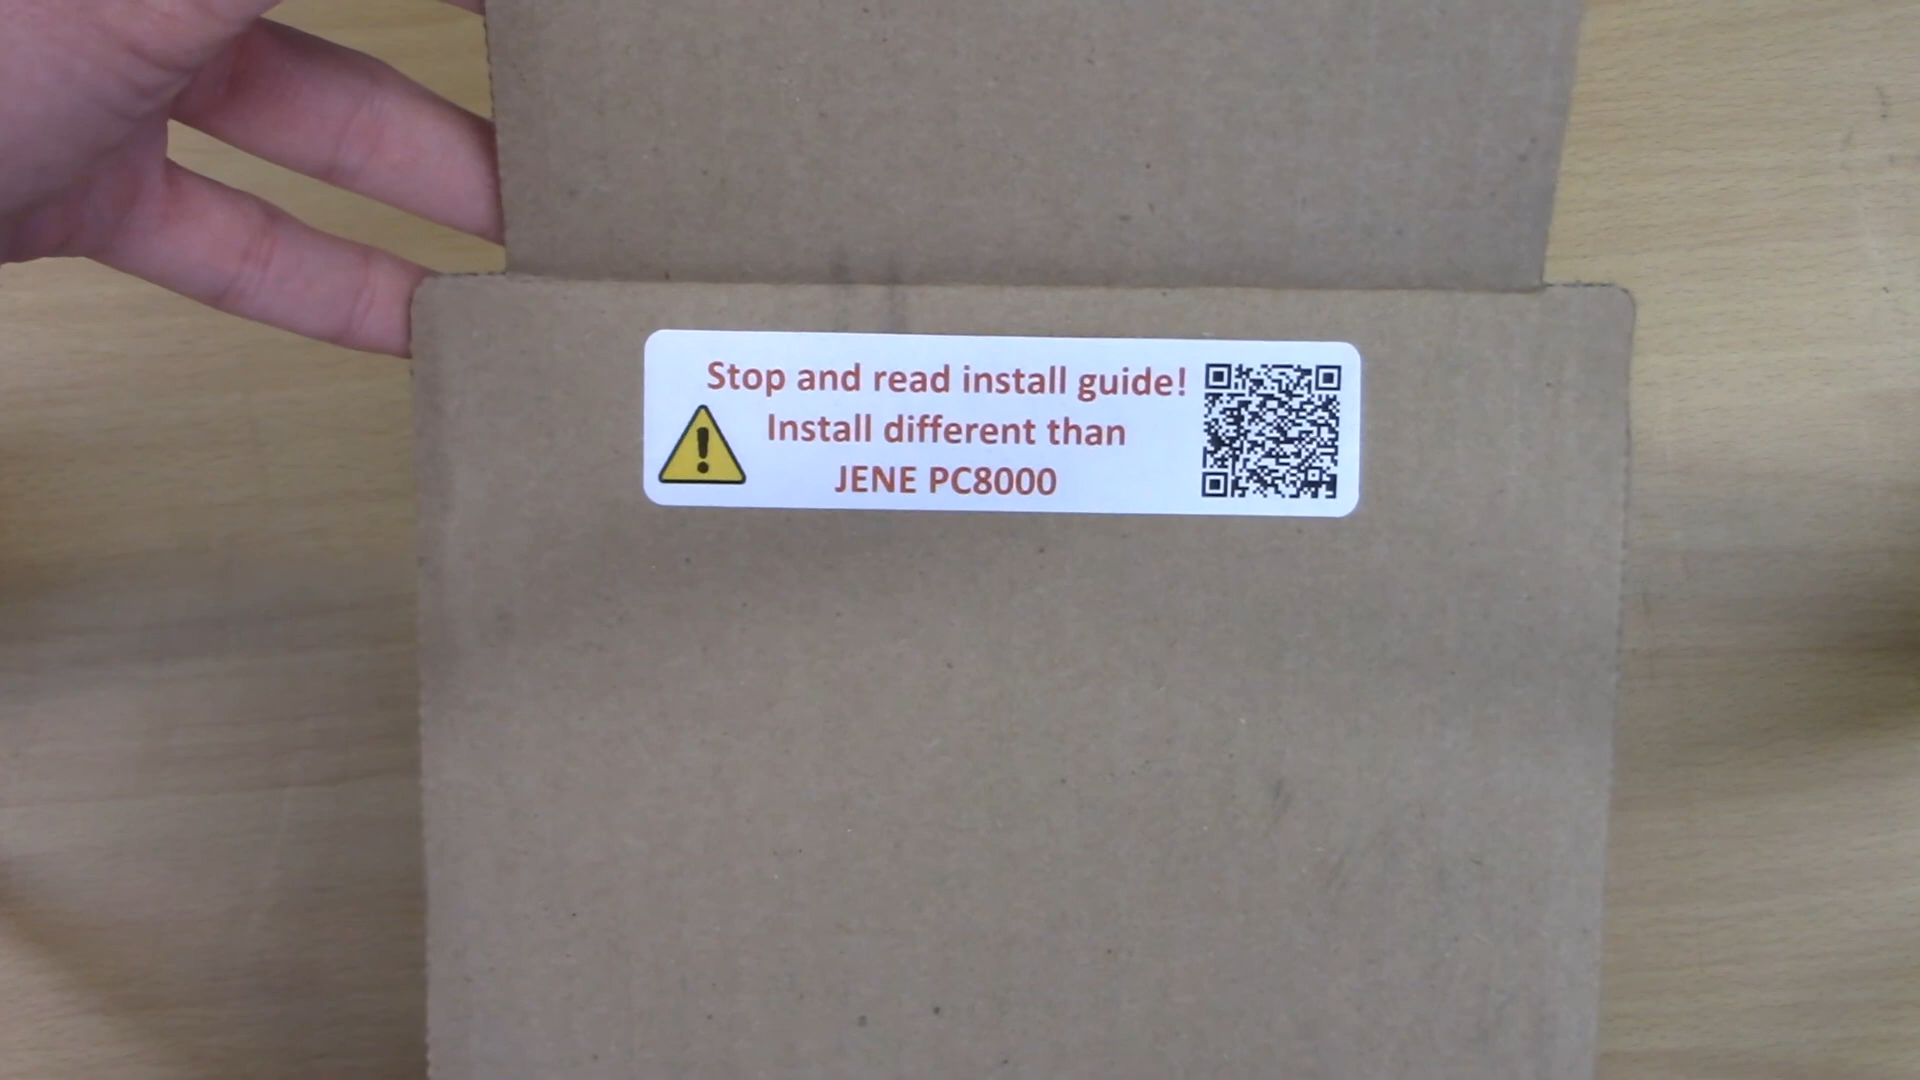 Stop and read install guide!
Install different than
JENE PC8000